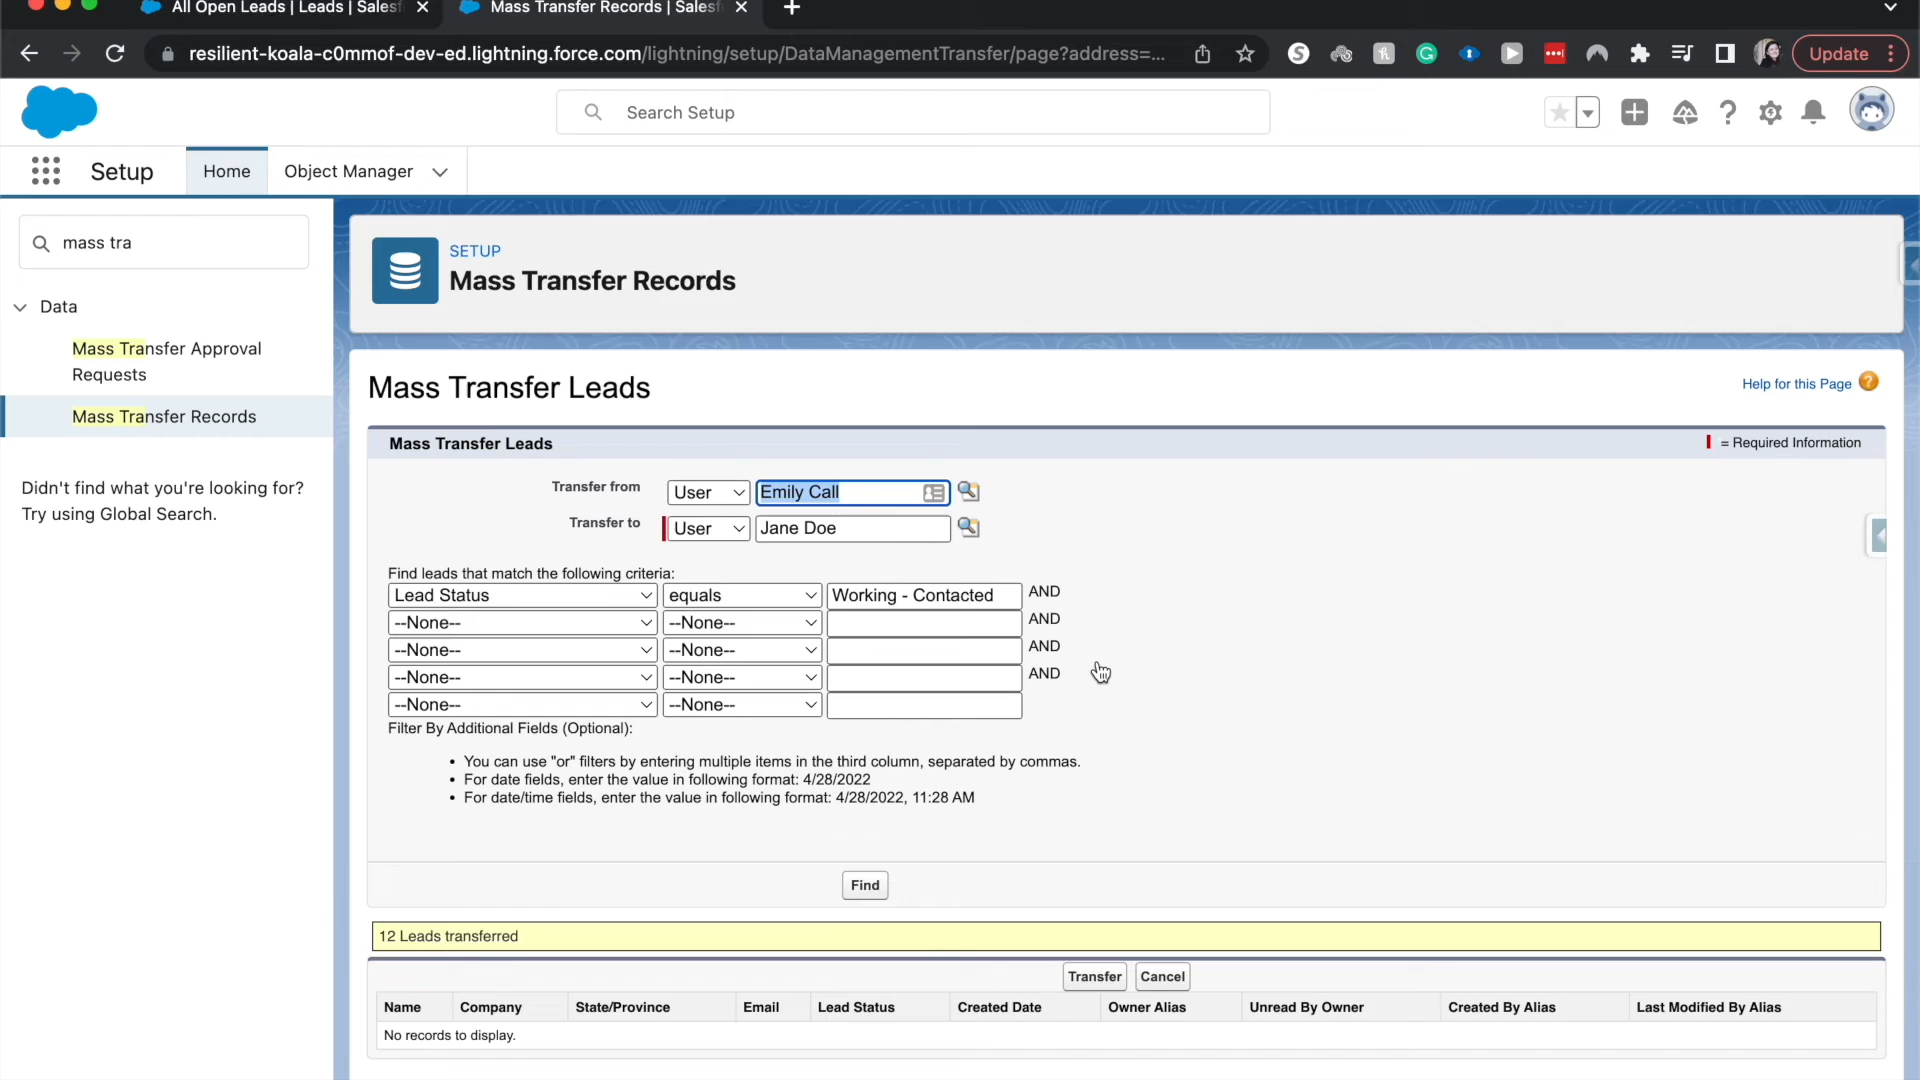 All Open Leads | Leads | Salesf
Mass Transfer Records | Salesf
resilient-koala-c0mmof-dev-ed.lightning.force.com/lightning/setup/DataManagementTransfer/page?address=...
Update
Search Setup
Setup
Home
Object Manager
mass tra
Data
Mass Transfer Approval
Requests
Mass Transfer Records
Didn't find what you're looking for?
Try using Global Search.
SETUP
Mass Transfer Records
Mass Transfer Leads
Help for this Page
Mass Transfer Leads
= Required Information
Transfer from User Emily Call
Transfer to User Jane Doe
Find leads that match the following criteria:
Lead Status equals Working - Contacted AND
--None-- --None-- AND
--None-- --None-- AND
--None-- --None-- AND
--None-- --None--
Filter By Additional Fields (Optional):
• You can use "or" filters by entering multiple items in the third column, separated by commas.
• For date fields, enter the value in following format: 4/28/2022
• For date/time fields, enter the value in following format: 4/28/2022, 11:28 AM
Find
12 Leads transferred
Transfer Cancel
Name Company State/Province Email Lead Status Created Date Owner Alias Unread By Owner Created By Alias Last Modified By Alias
No records to display.